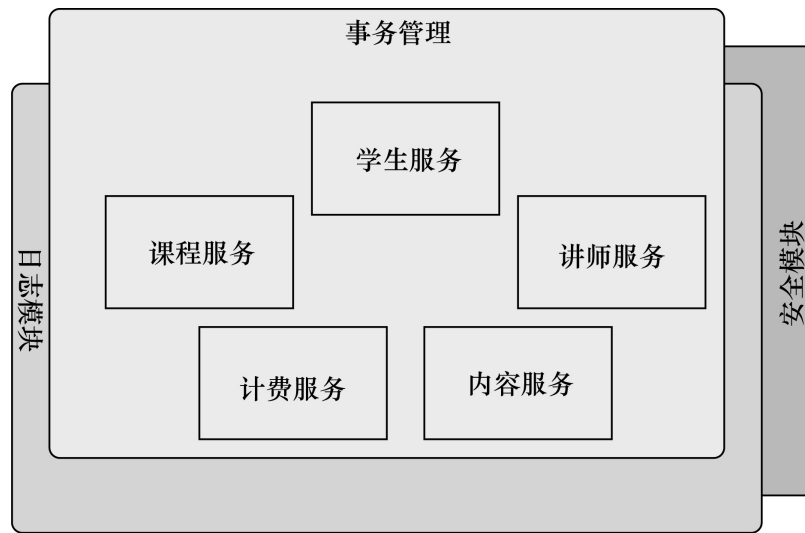 事务管理
学生服务
课程服务
讲师服务
日志模块
安全模块
计费服务
内容服务